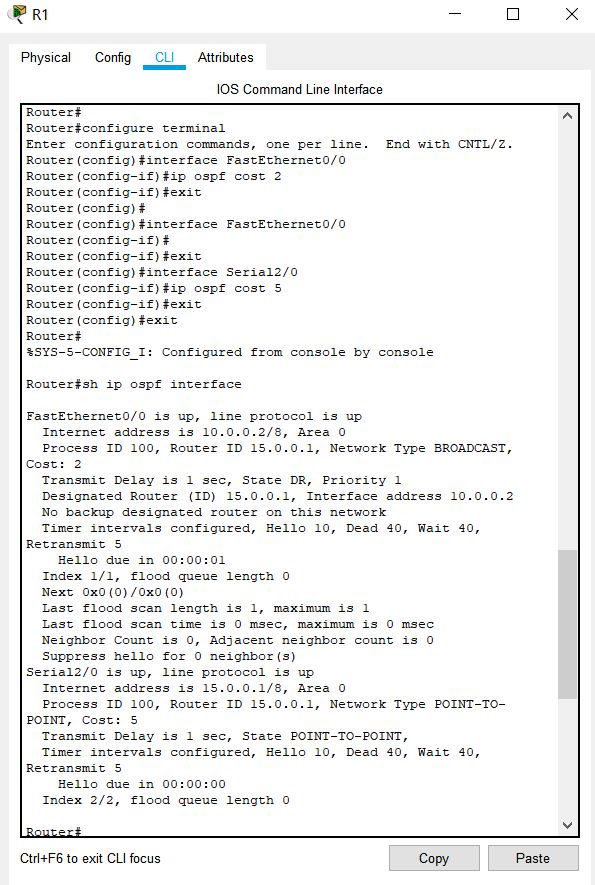 R1
Physical Config CLI Attributes
IOS Command Line Interface
Router#
Router#configure terminal
Enter configuration commands, one per line.  End with CNTL/Z.
Router(config)#interface FastEthernet0/0
Router(config-if)#ip ospf cost 2
Router(config-if)#exit
Router(config)#
Router(config)#interface FastEthernet0/0
Router(config-if)#
Router(config-if)#exit
Router(config)#interface Serial2/0
Router(config-if)#ip ospf cost 5
Router(config-if)#exit
Router(config)#exit
Router#
%SYS-5-CONFIG_I: Configured from console by console
Router#sh ip ospf interface
FastEthernet0/0 is up, line protocol is up
  Internet address is 10.0.0.2/8, Area 0
  Process ID 100, Router ID 15.0.0.1, Network Type BROADCAST,
Cost: 2
  Transmit Delay is 1 sec, State DR, Priority 1
  Designated Router (ID) 15.0.0.1, Interface address 10.0.0.2
  No backup designated router on this network
  Timer intervals configured, Hello 10, Dead 40, Wait 40,
Retransmit 5
    Hello due in 00:00:01
  Index 1/1, flood queue length 0
  Next 0x0(0)/0x0(0)
  Last flood scan length is 1, maximum is 1
  Last flood scan time is 0 msec, maximum is 0 msec
  Neighbor Count is 0, Adjacent neighbor count is 0
  Suppress hello for 0 neighbor(s)
Serial2/0 is up, line protocol is up
  Internet address is 15.0.0.1/8, Area 0
  Process ID 100, Router ID 15.0.0.1, Network Type POINT-TO-
POINT, Cost: 5
  Transmit Delay is 1 sec, State POINT-TO-POINT,
  Timer intervals configured, Hello 10, Dead 40, Wait 40,
Retransmit 5
    Hello due in 00:00:00
  Index 2/2, flood queue length 0
Router#
Ctrl+F6 to exit CLI focus Copy Paste